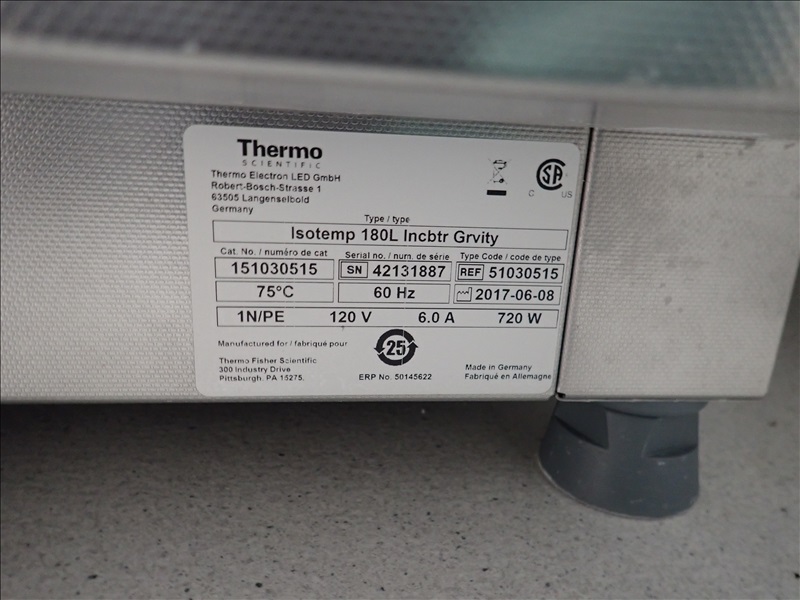 Thermo
SCIENTIFIC
Thermo Electron LED GmbH
Robert-Bosch-Strasse 1
63505 Langenselbold
Germany
C SA US
Type / type
Isotemp 180L Incbtr Grvity
Cat. No. / numéro de cat Serial no. / num. de série Type Code / code de type
151030515 SN 42131887 REF 51030515
75°C 60 Hz 2017-06-08
1N/PE 120 V 6.0 A 720 W
Manufactured for / fabriqué pour
25
Thermo Fisher Scientific
300 Industry Drive
Pittsburgh, PA 15275,
ERP No. 50145622
Made in Germany
Fabriqué en Allemagne